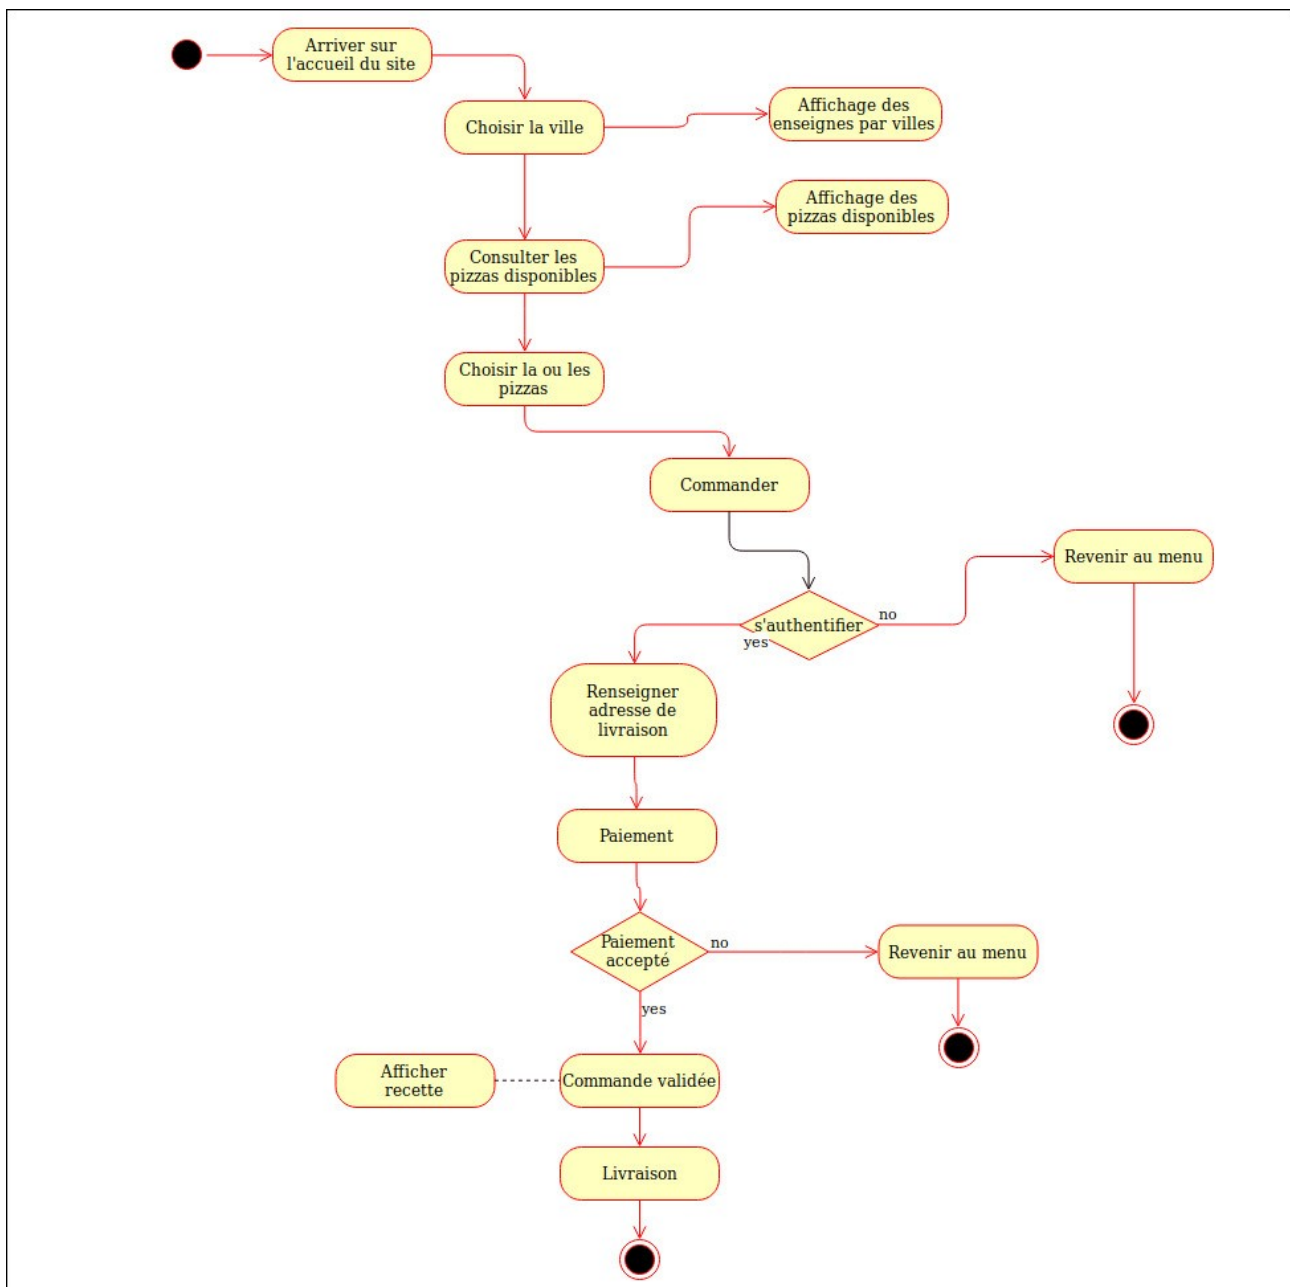 Arriver sur
l'accueil du site
Choisir la ville
Affichage des
enseignes par villes
Affichage des
pizzas disponibles
Consulter les
pizzas disponibles
Choisir la ou les
pizzas
Commander
Revenir au menu
s'authentifier
no
yes
Renseigner
adresse de
livraison
Paiement
Paiement
accepté
no
Revenir au menu
yes
Afficher
recette
Commande validée
Livraison